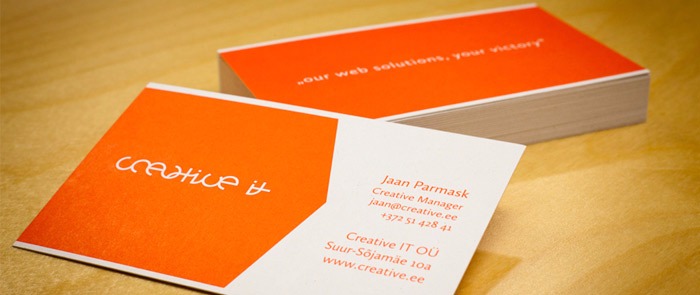 „our web solutions, your victory"
creative it
Jaan Parmask
Creative Manager
jaan@creative.ee
+372 51 428 41
Creative IT OÜ
Suur-Sõjamäe 10a
www.creative.ee